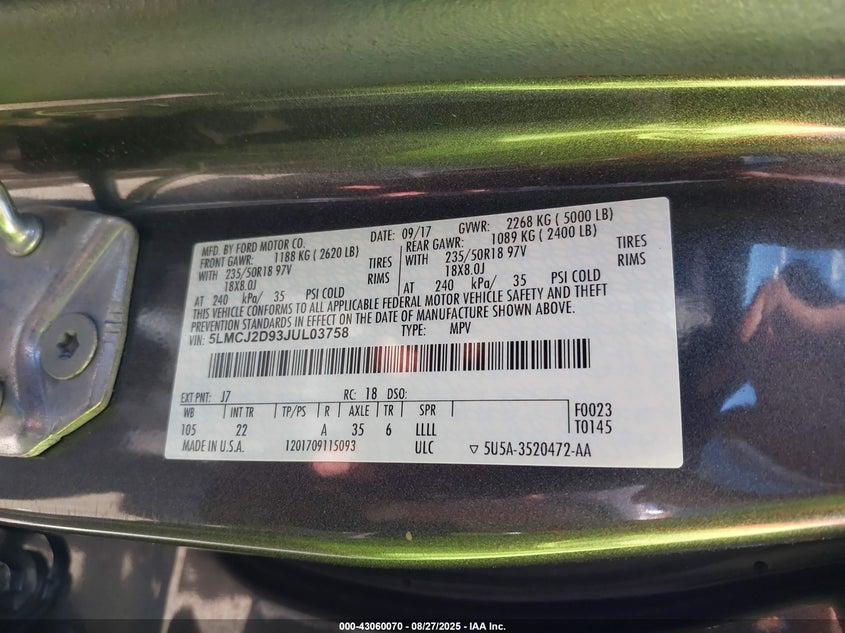 MFD. BY FORD MOTOR CO. DATE: 09/17 GVWR: 2268 KG ( 5000 LB)
FRONT GAWR: 1188 KG ( 2620 LB) REAR GAWR: 1089 KG ( 2400 LB)
WITH 235/50R18 97V TIRES WITH 235/50R18 97V TIRES
18X8.0J RIMS 18X8.0J RIMS
AT 240 kPa/ 35 PSI COLD AT 240 kPa/ 35 PSI COLD
THIS VEHICLE CONFORMS TO ALL APPLICABLE FEDERAL MOTOR VEHICLE SAFETY AND THEFT
PREVENTION STANDARDS IN EFFECT ON THE DATE OF MANUFACTURE SHOWN ABOVE.
VIN: 5LMCJ2D93JUL03758 TYPE: MPV
EXT PNT: J7 RC: 18 DSO:
WB INT TR TP/PS R AXLE TR SPR F0023
105 22 A 35 6 LLLL T0145
MADE IN U.S.A. 1201709115093 ULC ▽ 5U5A-3520472-AA
000-43060070 - 08/27/2025 - IAA Inc.